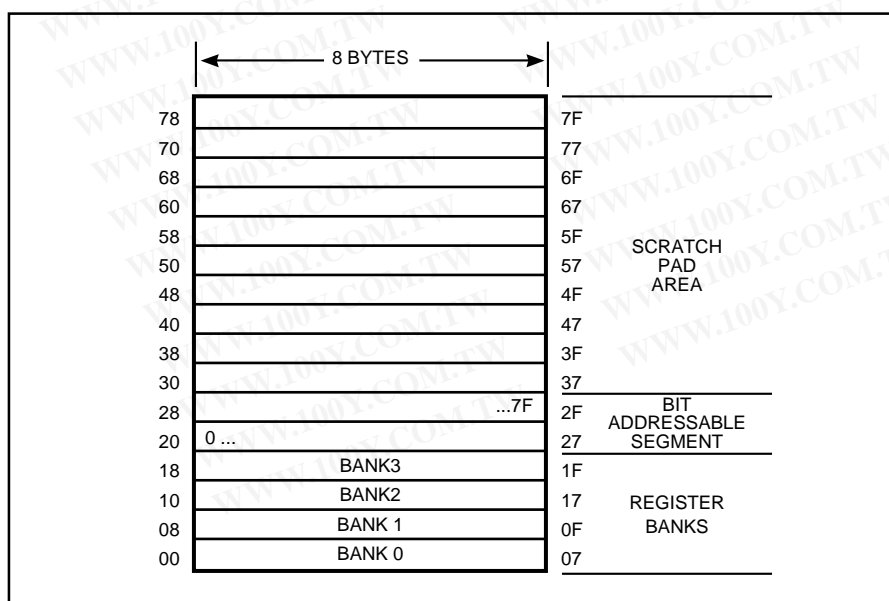 8 BYTES
78 7F
70 77
68 6F
60 67
58 5F
50 57
48 4F
40 47
38 3F
30 37
SCRATCH
PAD
AREA
28 ...7F 2F
20 0 ... 27
BIT
ADDRESSABLE
SEGMENT
18 BANK3 1F
10 BANK2 17
08 BANK 1 0F
00 BANK 0 07
REGISTER
BANKS
WWW.100Y.COM.TW